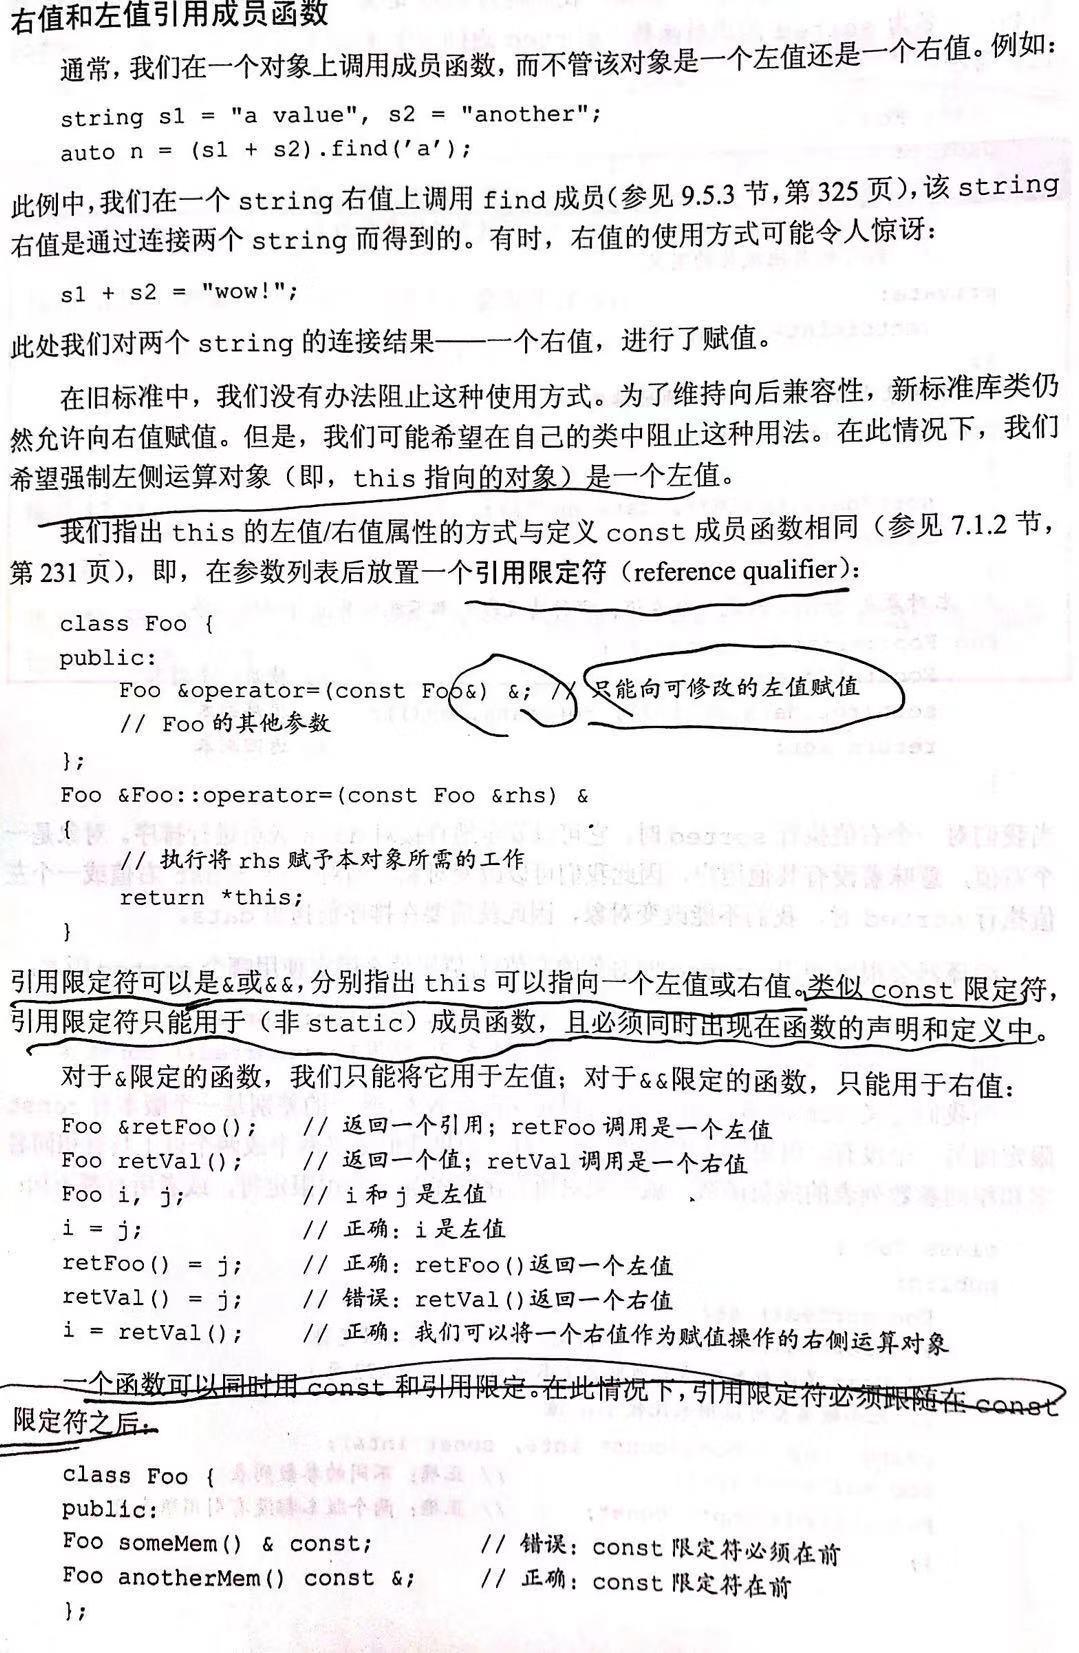 右值和左值引用成员函数
通常，我们在一个对象上调用成员函数，而不管该对象是一个左值还是一个右值。例如：
string s1 = "a value", s2 = "another";
auto n = (s1 + s2).find('a');
此例中，我们在一个 string 右值上调用 find 成员（参见 9.5.3 节，第 325 页），该 string
右值是通过连接两个 string 而得到的。有时，右值的使用方式可能令人惊讶：
s1 + s2 = "wow!";
此处我们对两个 string 的连接结果——一个右值，进行了赋值。
在旧标准中，我们没有办法阻止这种使用方式。为了维持向后兼容性，新标准库类仍
然允许向右值赋值。但是，我们可能希望在自己的类中阻止这种用法。在此情况下，我们
希望强制左侧运算对象（即，this 指向的对象）是一个左值。
我们指出 this 的左值/右值属性的方式与定义 const 成员函数相同（参见 7.1.2 节，
第 231 页），即，在参数列表后放置一个引用限定符（reference qualifier）：
class Foo {
public:
Foo &operator=(const Foo&) &; // 只能向可修改的左值赋值
// Foo 的其他参数
};
Foo &Foo::operator=(const Foo &rhs) &
{
// 执行将 rhs 赋予本对象所需的工作
return *this;
}
引用限定符可以是&或&&，分别指出 this 可以指向一个左值或右值。类似 const 限定符，
引用限定符只能用于（非 static）成员函数，且必须同时出现在函数的声明和定义中。
对于&限定的函数，我们只能将它用于左值；对于&&限定的函数，只能用于右值：
Foo &retFoo(); // 返回一个引用；retFoo 调用是一个左值
Foo retVal(); // 返回一个值；retVal 调用是一个右值
Foo i, j; // i 和 j 是左值
i = j; // 正确：i 是左值
retFoo() = j; // 正确：retFoo()返回一个左值
retVal() = j; // 错误：retVal()返回一个右值
i = retVal(); // 正确：我们可以将一个右值作为赋值操作的右侧运算对象
一个函数可以同时用 const 和引用限定。在此情况下，引用限定符必须跟随在 const
限定符之后：
class Foo {
public:
Foo someMem() & const; // 错误：const 限定符必须在前
Foo anotherMem() const &; // 正确：const 限定符在前
};